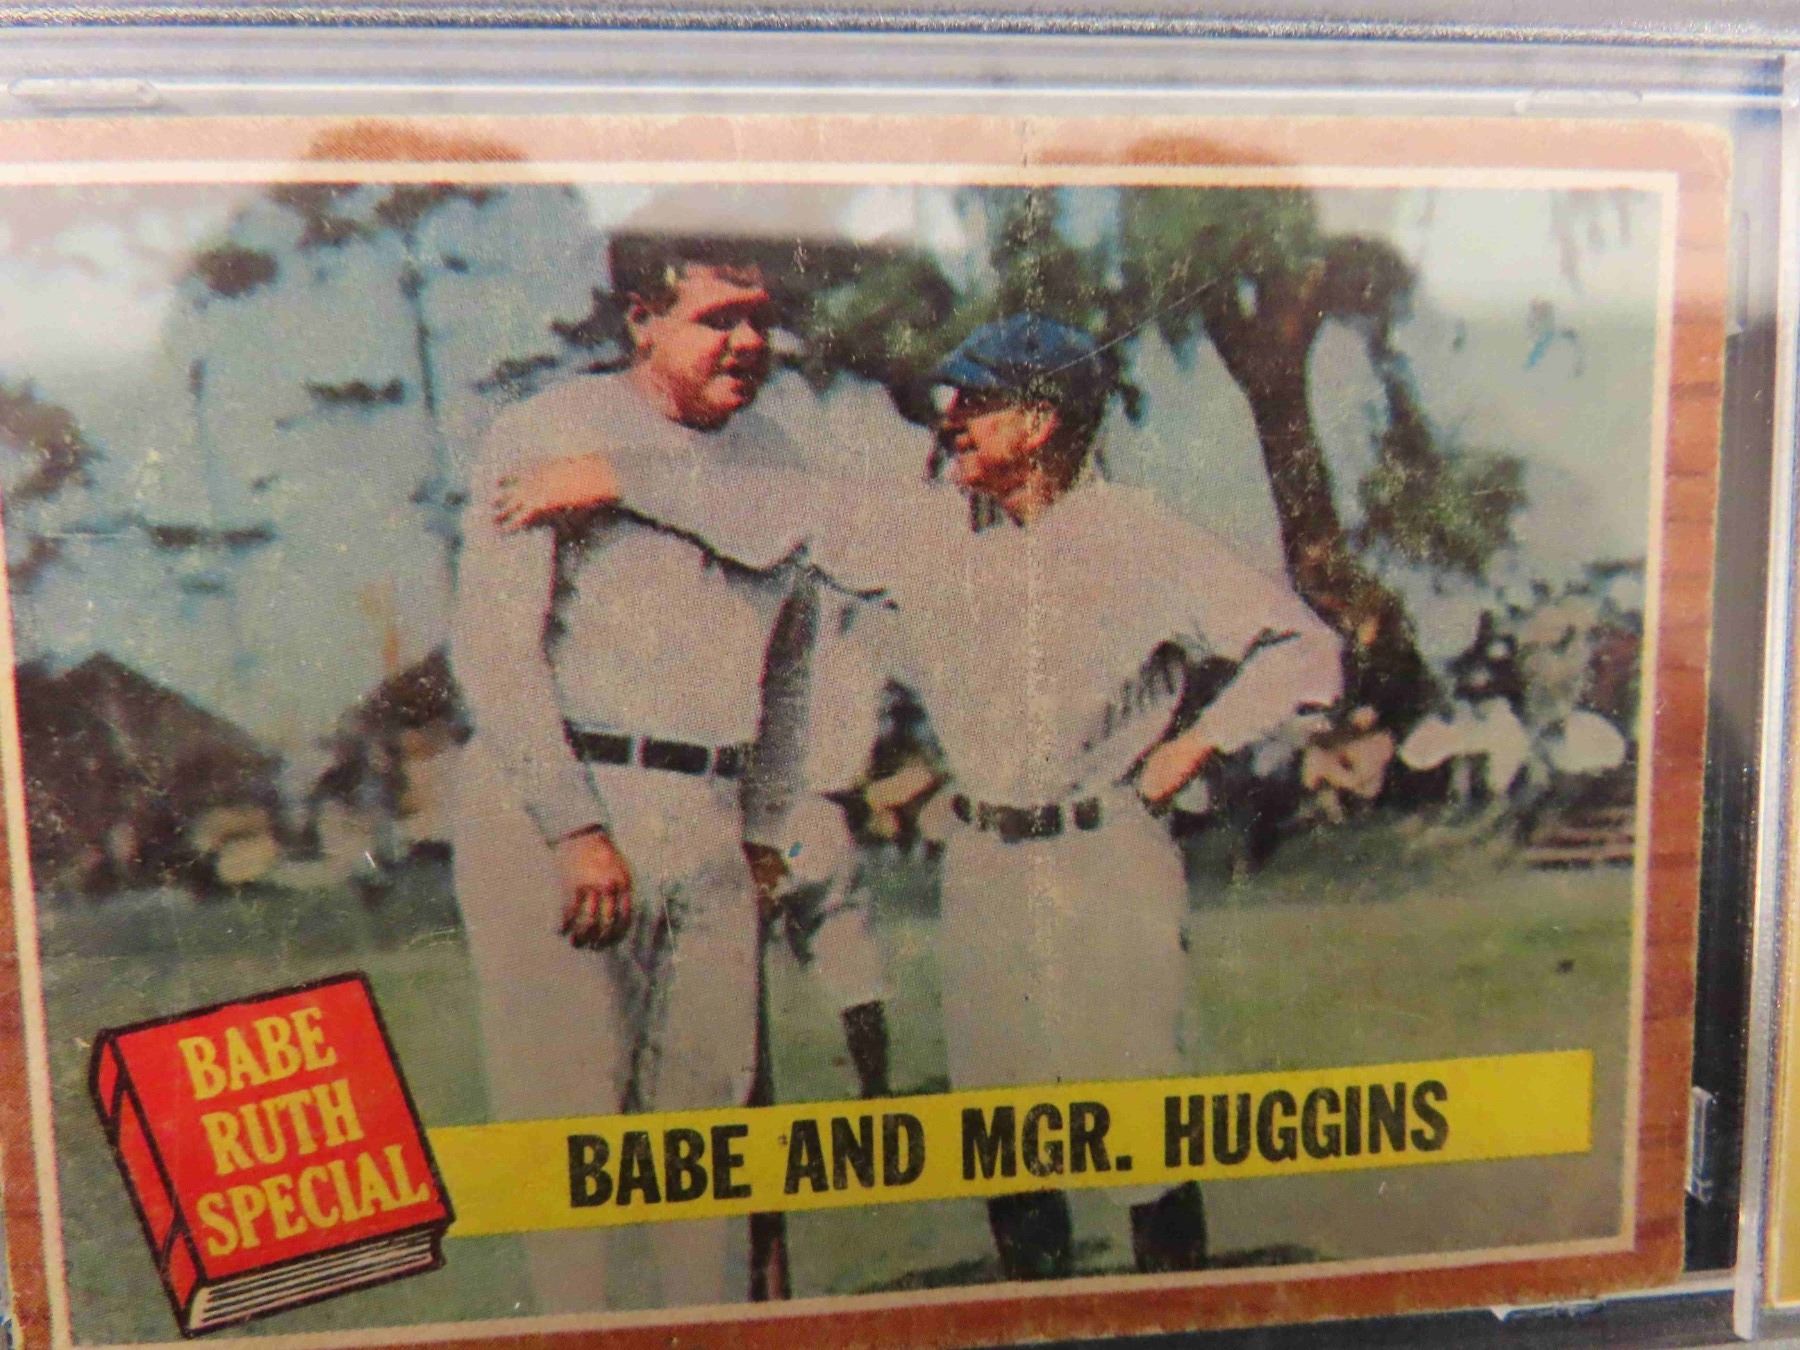 BABE
RUTH
SPECIAL
BABE AND MGR. HUGGINS